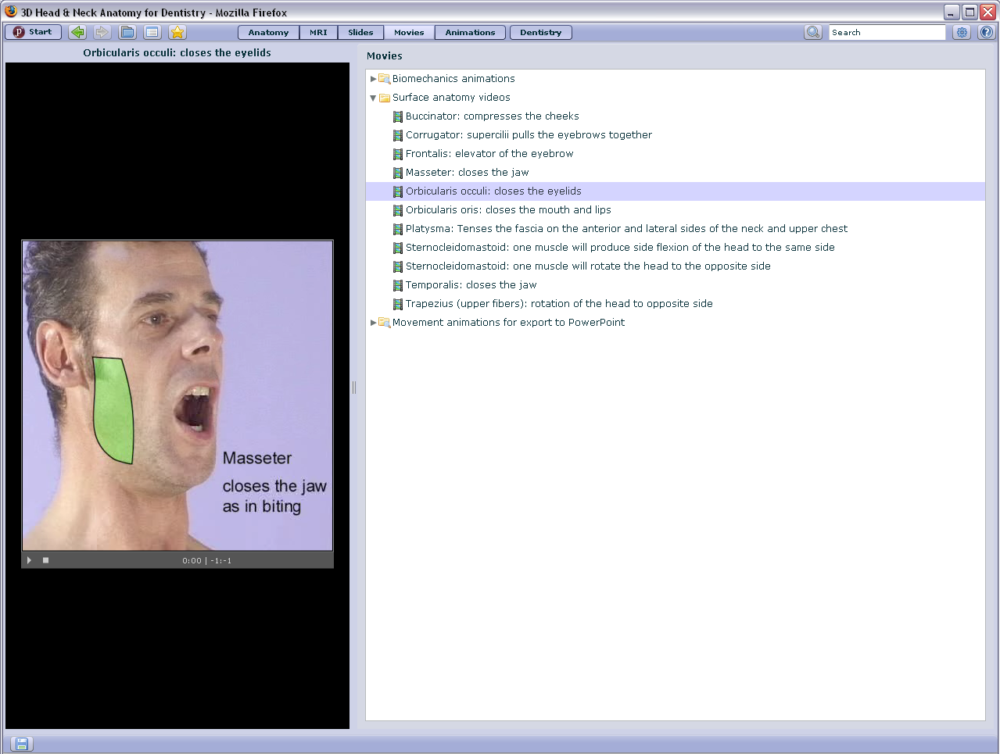 3D Head & Neck Anatomy for Dentistry - Mozilla Firefox
Start
Anatomy MRI Slides Movies Animations Dentistry
Search
Orbicularis occuli: closes the eyelids
Movies
Biomechanics animations
Surface anatomy videos
Buccinator: compresses the cheeks
Corrugator: supercilii pulls the eyebrows together
Frontalis: elevator of the eyebrow
Masseter: closes the jaw
Orbicularis occuli: closes the eyelids
Orbicularis oris: closes the mouth and lips
Platysma: Tenses the fascia on the anterior and lateral sides of the neck and upper chest
Sternocleidomastoid: one muscle will produce side flexion of the head to the same side
Sternocleidomastoid: one muscle will rotate the head to the opposite side
Temporalis: closes the jaw
Trapezius (upper fibers): rotation of the head to opposite side
Movement animations for export to PowerPoint
Masseter
closes the jaw
as in biting
0:00 | -1:-1